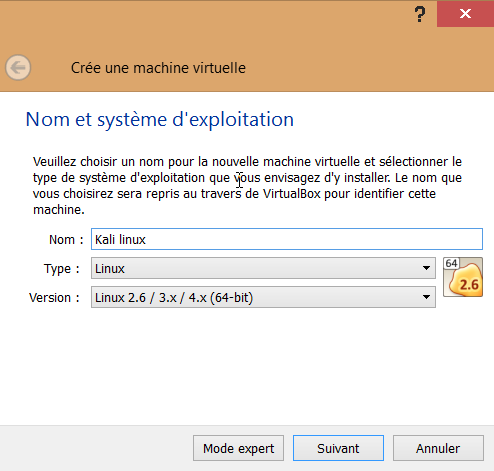 ?
Crée une machine virtuelle
Nom et système d'exploitation
Veuillez choisir un nom pour la nouvelle machine virtuelle et sélectionner le
type de système d'exploitation que vous envisagez d'y installer. Le nom que
vous choisirez sera repris au travers de VirtualBox pour identifier cette
machine.
Nom : Kali linux
Type : Linux
64
2.6
Version : Linux 2.6 / 3.x / 4.x (64-bit)
Mode expert Suivant Annuler